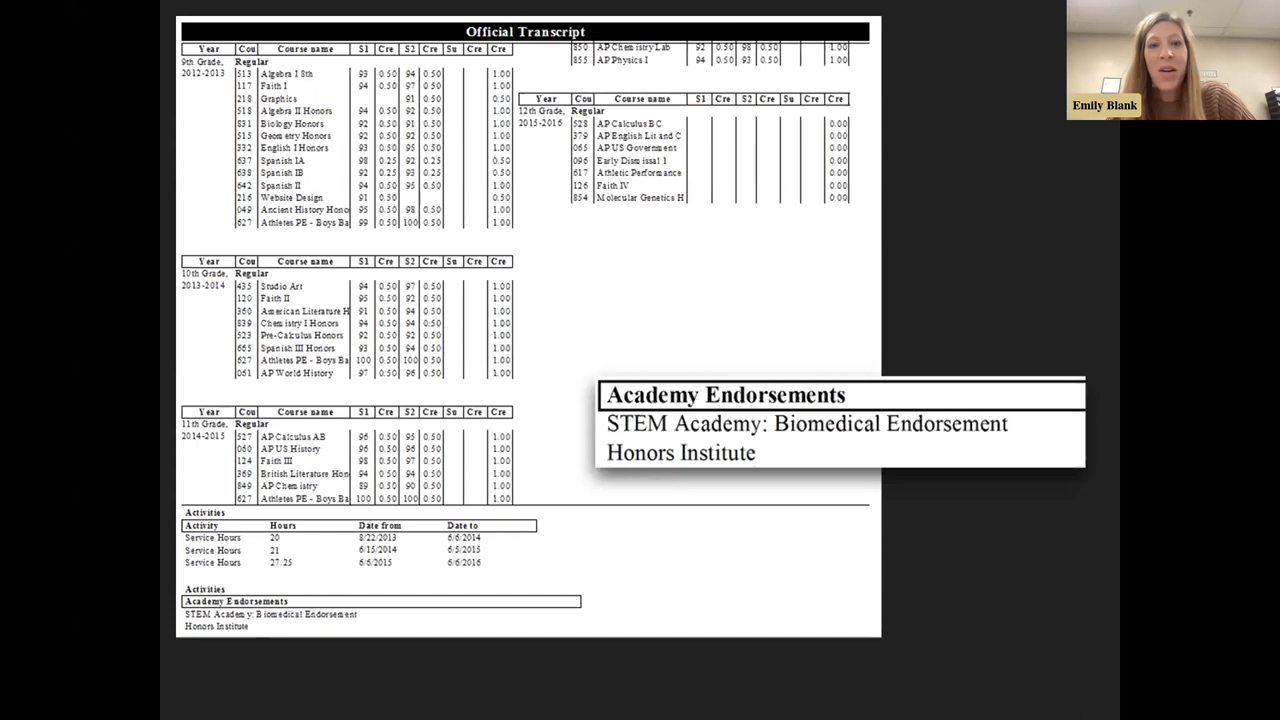 Official Transcript
Year Cou Course name S1 Cre S2 Cre Su Cre Cre
9th Grade, Regular
2012-2013 513 Algebra I 8th 93 0.50 94 0.50 1.00
117 Faith I 94 0.50 97 0.50 1.00
218 Graphics 91 0.50 0.50
518 Algebra II Honors 94 0.50 92 0.50 1.00
831 Biology Honors 92 0.50 91 0.50 1.00
515 Geometry Honors 92 0.50 92 0.50 1.00
332 English I Honors 93 0.50 95 0.50 1.00
637 Spanish IA 98 0.25 92 0.25 0.50
638 Spanish IB 92 0.25 93 0.25 0.50
642 Spanish II 94 0.50 95 0.50 1.00
216 Website Design 91 0.50 0.50
049 Ancient History Hono 95 0.50 98 0.50 1.00
627 Athletes PE - Boys Ba 99 0.50 100 0.50 1.00
Year Cou Course name S1 Cre S2 Cre Su Cre Cre
10th Grade, Regular
2013-2014 435 Studio Art 94 0.50 97 0.50 1.00
120 Faith II 95 0.50 92 0.50 1.00
360 American Literature H 91 0.50 94 0.50 1.00
839 Chemistry I Honors 94 0.50 94 0.50 1.00
523 Pre-Calculus Honors 92 0.50 92 0.50 1.00
665 Spanish III Honors 93 0.50 94 0.50 1.00
627 Athletes PE - Boys Ba 100 0.50 100 0.50 1.00
061 AP World History 97 0.50 96 0.50 1.00
Year Cou Course name S1 Cre S2 Cre Su Cre Cre
11th Grade, Regular
2014-2015 527 AP Calculus AB 96 0.50 95 0.50 1.00
060 AP US History 96 0.50 96 0.50 1.00
124 Faith III 98 0.50 97 0.50 1.00
369 British Literature Hon 94 0.50 94 0.50 1.00
849 AP Chemistry 89 0.50 90 0.50 1.00
627 Athletes PE - Boys Ba 100 0.50 100 0.50 1.00
850 AP Chemistry Lab 92 0.50 98 0.50 1.00
855 AP Physics I 94 0.50 93 0.50 1.00
Year Cou Course name S1 Cre S2 Cre Su Cre Cre
12th Grade, Regular
2015-2016 528 AP Calculus BC 0.00
379 AP English Lit and C 0.00
065 AP US Government 0.00
096 Early Dismissal 1 0.00
617 Athletic Performance 0.00
126 Faith IV 0.00
854 Molecular Genetics H 0.00
Activities
Activity Hours Date from Date to
Service Hours 20 8/22/2013 6/6/2014
Service Hours 21 6/15/2014 6/5/2015
Service Hours 27.25 6/6/2015 6/6/2016
Activities
Academy Endorsements
STEM Academy: Biomedical Endorsement
Honors Institute
Academy Endorsements
STEM Academy: Biomedical Endorsement
Honors Institute
Emily Blank